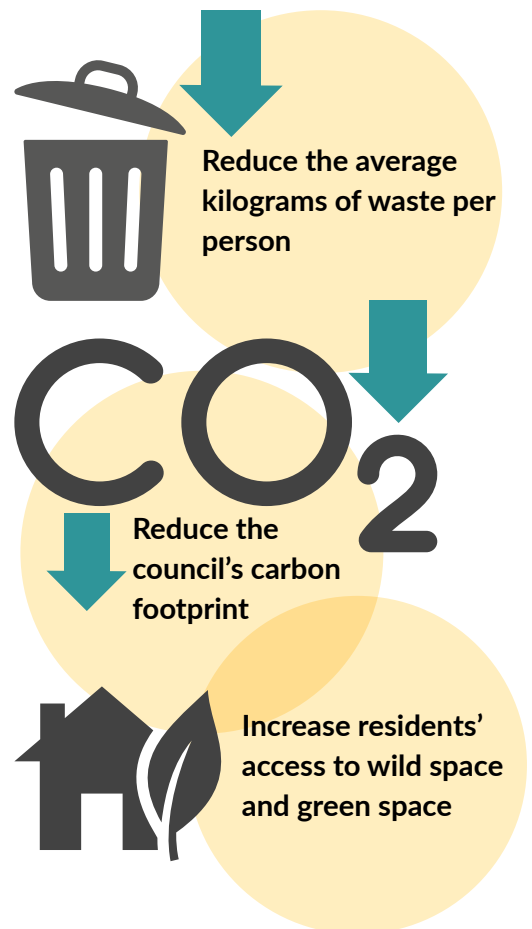 Reduce the average
kilograms of waste per
person
CO2
Reduce the
council’s carbon
footprint
Increase residents’
access to wild space
and green space